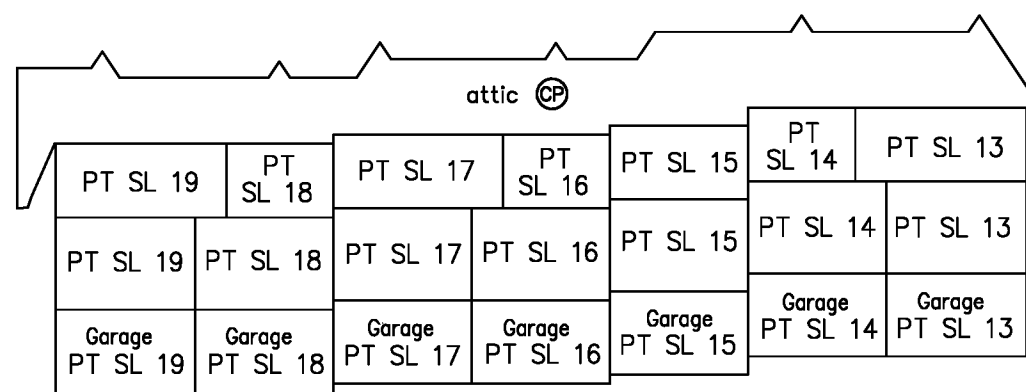 attic CP
PT SL 19
PT
SL 18
PT SL 17
PT
SL 16
PT SL 15
PT
SL 14
PT SL 13
PT SL 19
PT SL 18
PT SL 17
PT SL 16
PT SL 15
PT SL 14
PT SL 13
Garage
PT SL 19
Garage
PT SL 18
Garage
PT SL 17
Garage
PT SL 16
Garage
PT SL 15
Garage
PT SL 14
Garage
PT SL 13